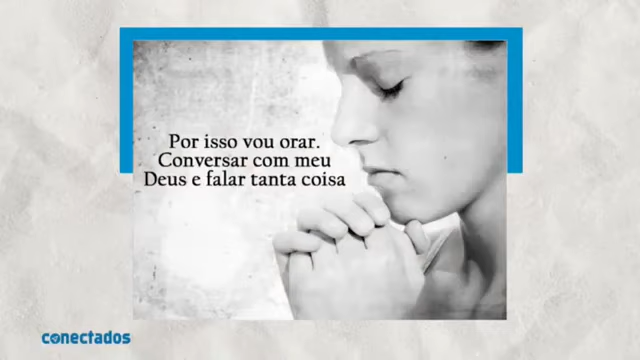 Por isso vou orar.
Conversar com meu
Deus e falar tanta coisa
conectados